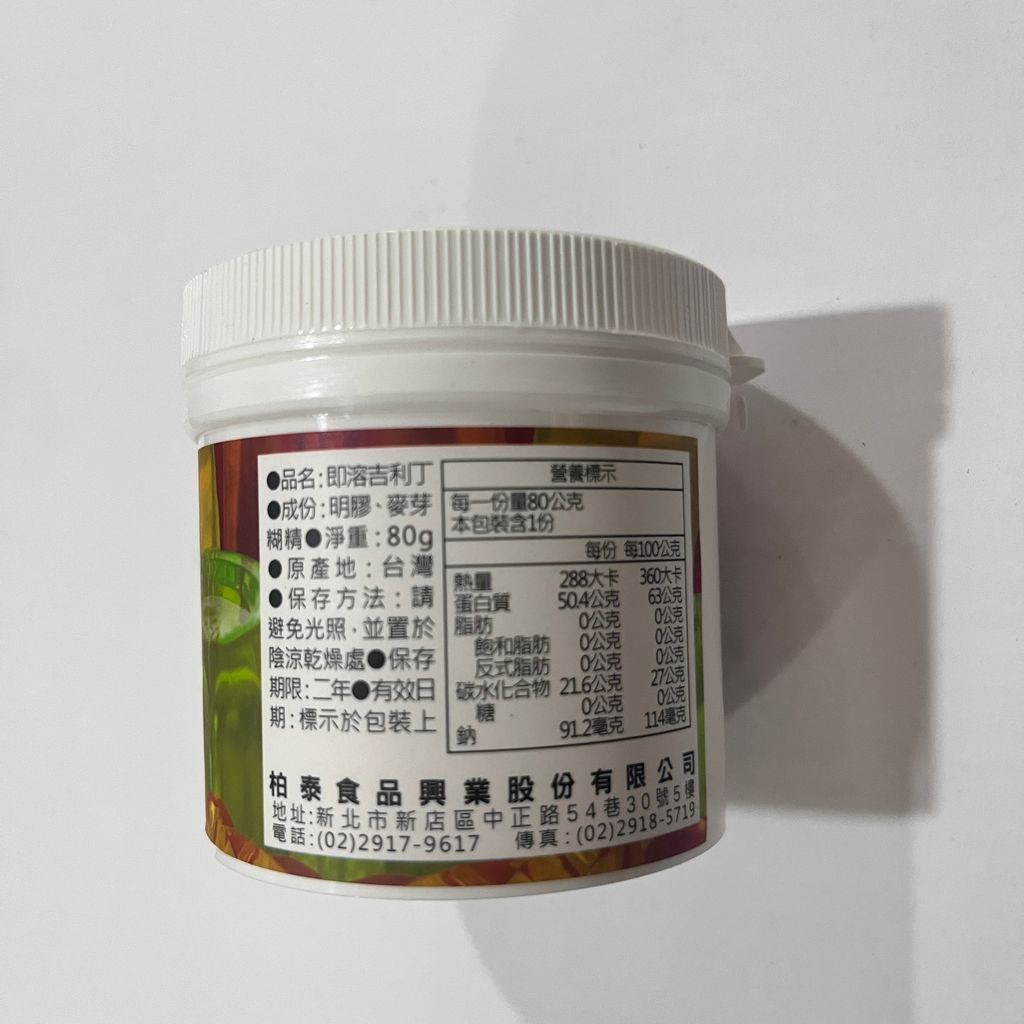 ●品名:即溶吉利丁
●成份:明膠、麥芽
糊精●淨重:80g
●原產地:台灣
●保存方法:請
避免光照,並置於
陰涼乾燥處●保存
期限:二年●有效日
期:標示於包裝上
營養標示
每一份量80公克
本包裝含1份
每份 每100公克
熱量 288大卡 360大卡
蛋白質 50.4公克 63公克
脂肪 0公克 0公克
飽和脂肪 0公克 0公克
反式脂肪 0公克 0公克
碳水化合物 21.6公克 27公克
糖 0公克 0公克
鈉 91.2毫克 114毫克
柏泰食品興業股份有限公司
地址:新北市新店區中正路54巷30號5樓
電話:(02)2917-9617 傳真:(02)2918-5719